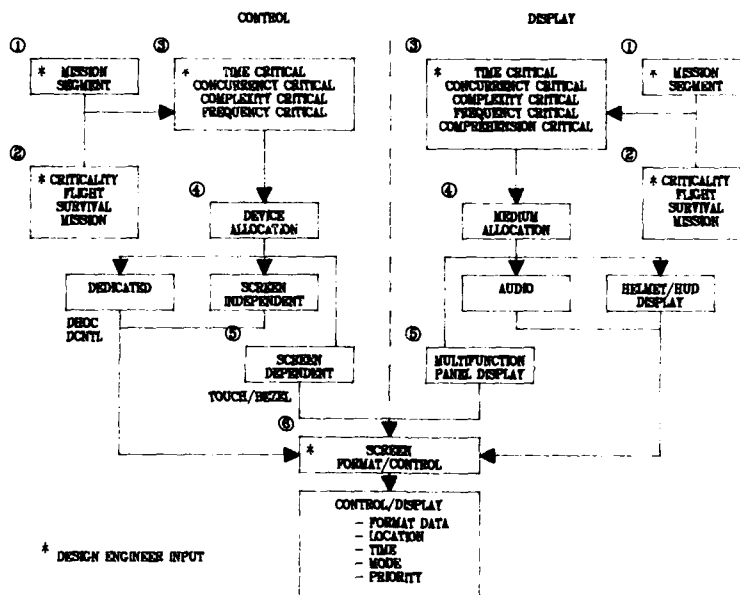 CONTROL
DISPLAY
①
* MISSION
SEGMENT
③
* TIME CRITICAL
CONCURRENCY CRITICAL
COMPLEXITY CRITICAL
FREQUENCY CRITICAL
③
* TIME CRITICAL
CONCURRENCY CRITICAL
COMPLEXITY CRITICAL
FREQUENCY CRITICAL
COMPREHENSION CRITICAL
①
* MISSION
SEGMENT
②
* CRITICALITY
FLIGHT
SURVIVAL
MISSION
②
* CRITICALITY
FLIGHT
SURVIVAL
MISSION
④
DEVICE
ALLOCATION
④
MEDIUM
ALLOCATION
DEDICATED
SCREEN
INDEPENDENT
AUDIO
HELMET/HUD
DISPLAY
DHOC
DCNTL
⑤
SCREEN
DEPENDENT
⑤
MULTIFUNCTION
PANEL DISPLAY
TOUCH/BEZEL
⑥
* SCREEN
FORMAT/CONTROL
CONTROL/DISPLAY
- FORMAT DATA
- LOCATION
- TIME
- MODE
- PRIORITY
* DESIGN ENGINEER INPUT